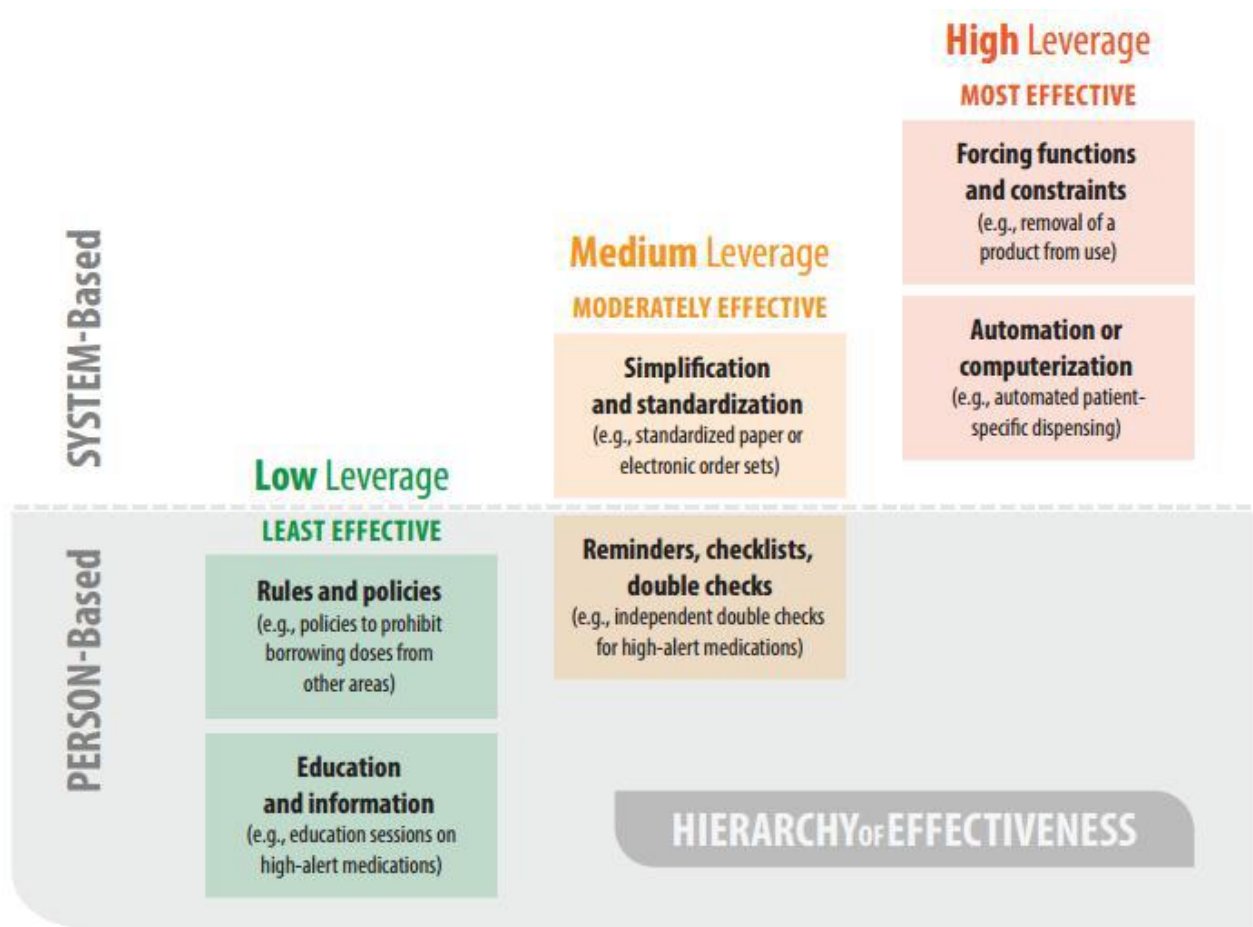 High Leverage
MOST EFFECTIVE
Forcing functions
and constraints
(e.g., removal of a
product from use)
Automation or
computerization
(e.g., automated patient-
specific dispensing)
Medium Leverage
MODERATELY EFFECTIVE
Simplification
and standardization
(e.g., standardized paper or
electronic order sets)
Reminders, checklists,
double checks
(e.g., independent double checks
for high-alert medications)
Low Leverage
LEAST EFFECTIVE
Rules and policies
(e.g., policies to prohibit
borrowing doses from
other areas)
Education
and information
(e.g., education sessions on
high-alert medications)
SYSTEM-Based
PERSON-Based
HIERARCHY OF EFFECTIVENESS